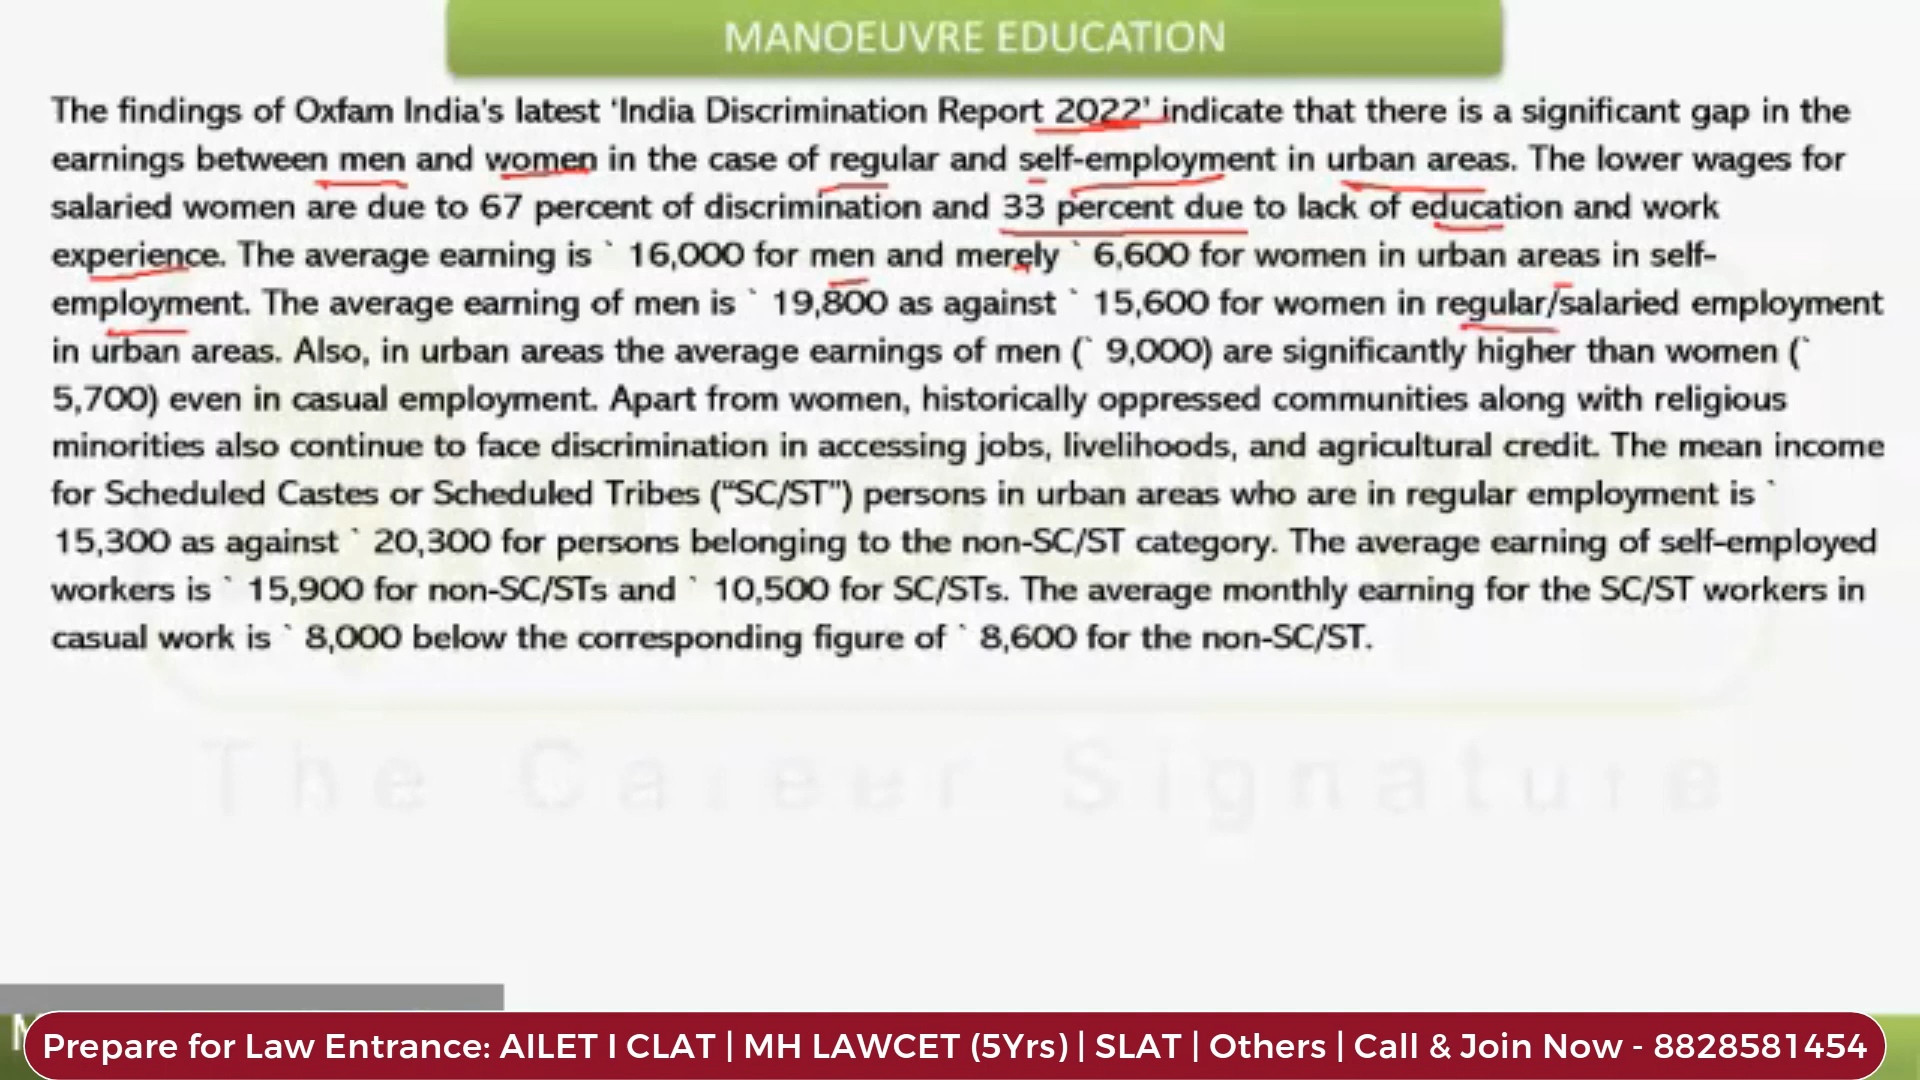 MANOEUVRE EDUCATION
The findings of Oxfam India's latest 'India Discrimination Report 2022' indicate that there is a significant gap in the
earnings between men and women in the case of regular and self-employment in urban areas. The lower wages for
salaried women are due to 67 percent of discrimination and 33 percent due to lack of education and work
experience. The average earning is ` 16,000 for men and merely ` 6,600 for women in urban areas in self-
employment. The average earning of men is ` 19,800 as against ` 15,600 for women in regular/salaried employment
in urban areas. Also, in urban areas the average earnings of men (` 9,000) are significantly higher than women (`
5,700) even in casual employment. Apart from women, historically oppressed communities along with religious
minorities also continue to face discrimination in accessing jobs, livelihoods, and agricultural credit. The mean income
for Scheduled Castes or Scheduled Tribes (“SC/ST”) persons in urban areas who are in regular employment is `
15,300 as against ` 20,300 for persons belonging to the non-SC/ST category. The average earning of self-employed
workers is ` 15,900 for non-SC/STs and ` 10,500 for SC/STs. The average monthly earning for the SC/ST workers in
casual work is ` 8,000 below the corresponding figure of ` 8,600 for the non-SC/ST.
The Career Signature
Prepare for Law Entrance: AILET I CLAT | MH LAWCET (5Yrs) | SLAT | Others | Call & Join Now - 8828581454